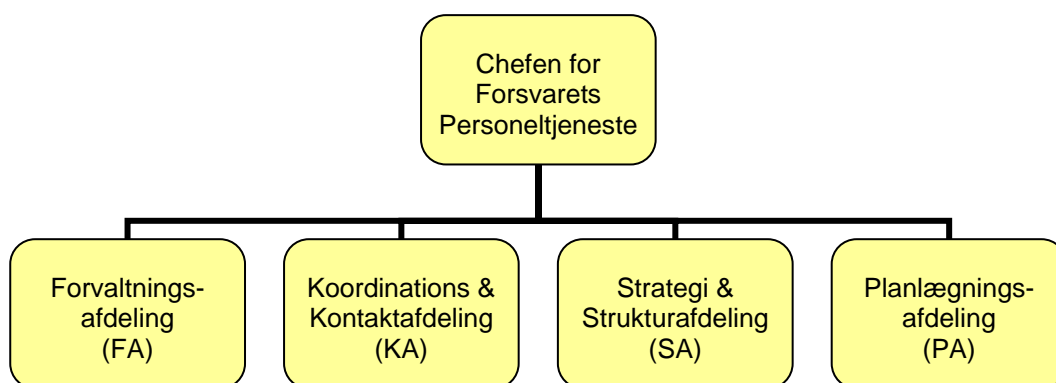 Chefen for
Forsvarets
Personeltjeneste
Forvaltnings-
afdeling
(FA)
Koordinations &
Kontaktafdeling
(KA)
Strategi &
Strukturafdeling
(SA)
Planlægnings-
afdeling
(PA)